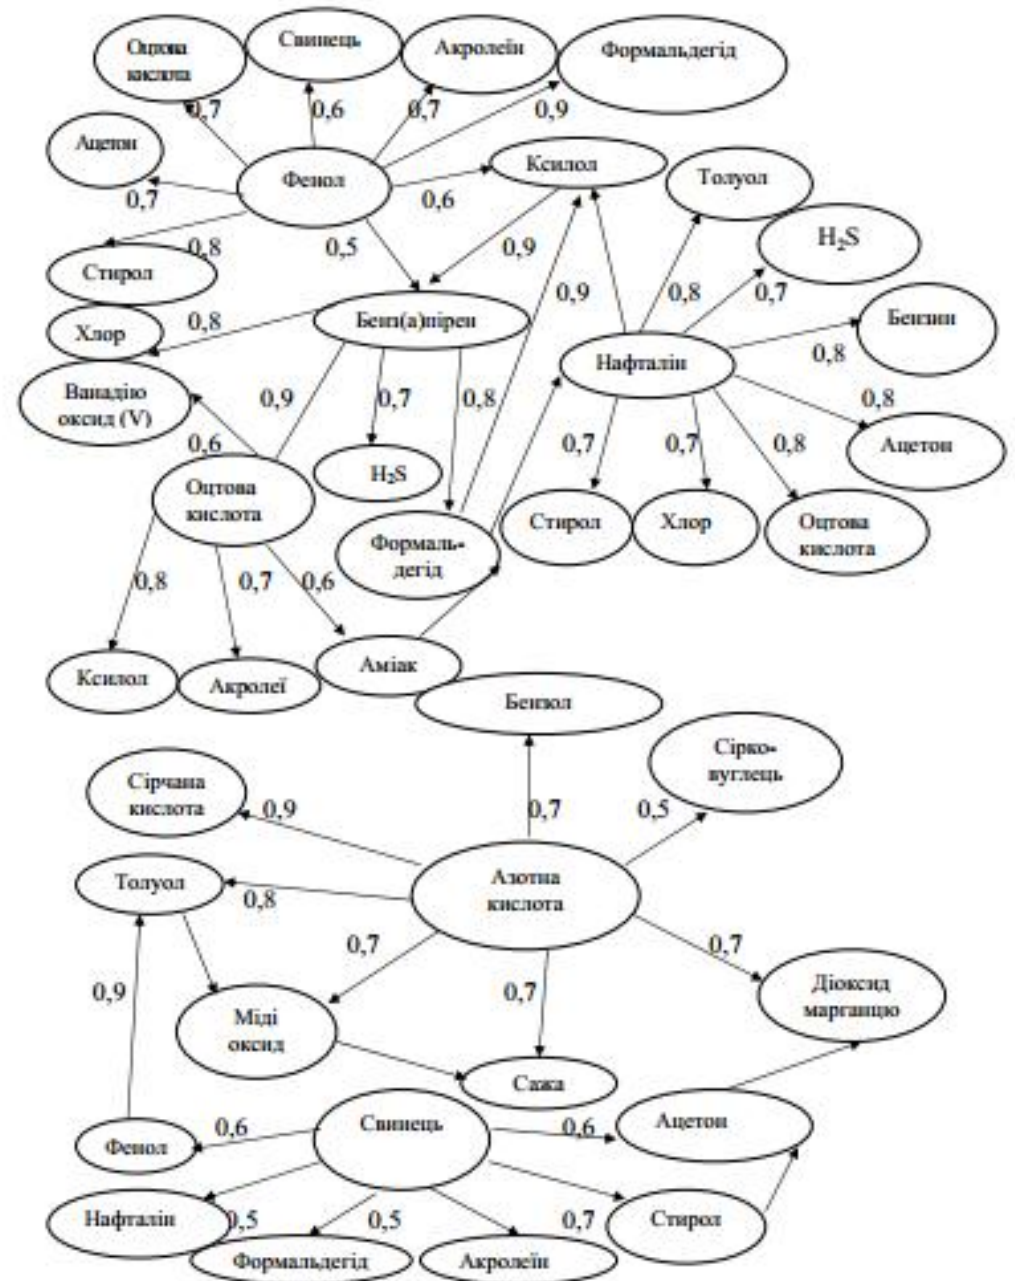 Оцтова
кислота
Свинець
Акролеїн
Формальдегід
0,7
0,6
0,7
0,9
Ацетон
Фенол
Ксилол
Толуол
0,7
0,6
H₂S
0,8
0,5
0,9
Стирол
0,9
0,8
0,7
Хлор
0,8
Бенз(а)пірен
Бензин
0,8
Нафталін
Ванадію
оксид (V)
0,9
0,7
0,8
0,8
0,6
0,7
0,7
0,8
Ацетон
H₂S
Оцтова
кислота
Стирол
Хлор
Оцтова
кислота
Формаль-
дегід
0,8
0,7
0,6
Ксилол
Акролеї
Аміак
Бензол
Сірко-
вуглець
Сірчана
кислота
0,9
0,7
0,5
Толуол
0,8
Азотна
кислота
0,7
0,7
0,9
0,7
Діоксид
марганцю
Міді
оксид
Сажа
Свинець
Ацетон
Фенол
0,6
0,6
Нафталін
0,5
0,5
0,7
Стирол
Формальдегід
Акролеїн